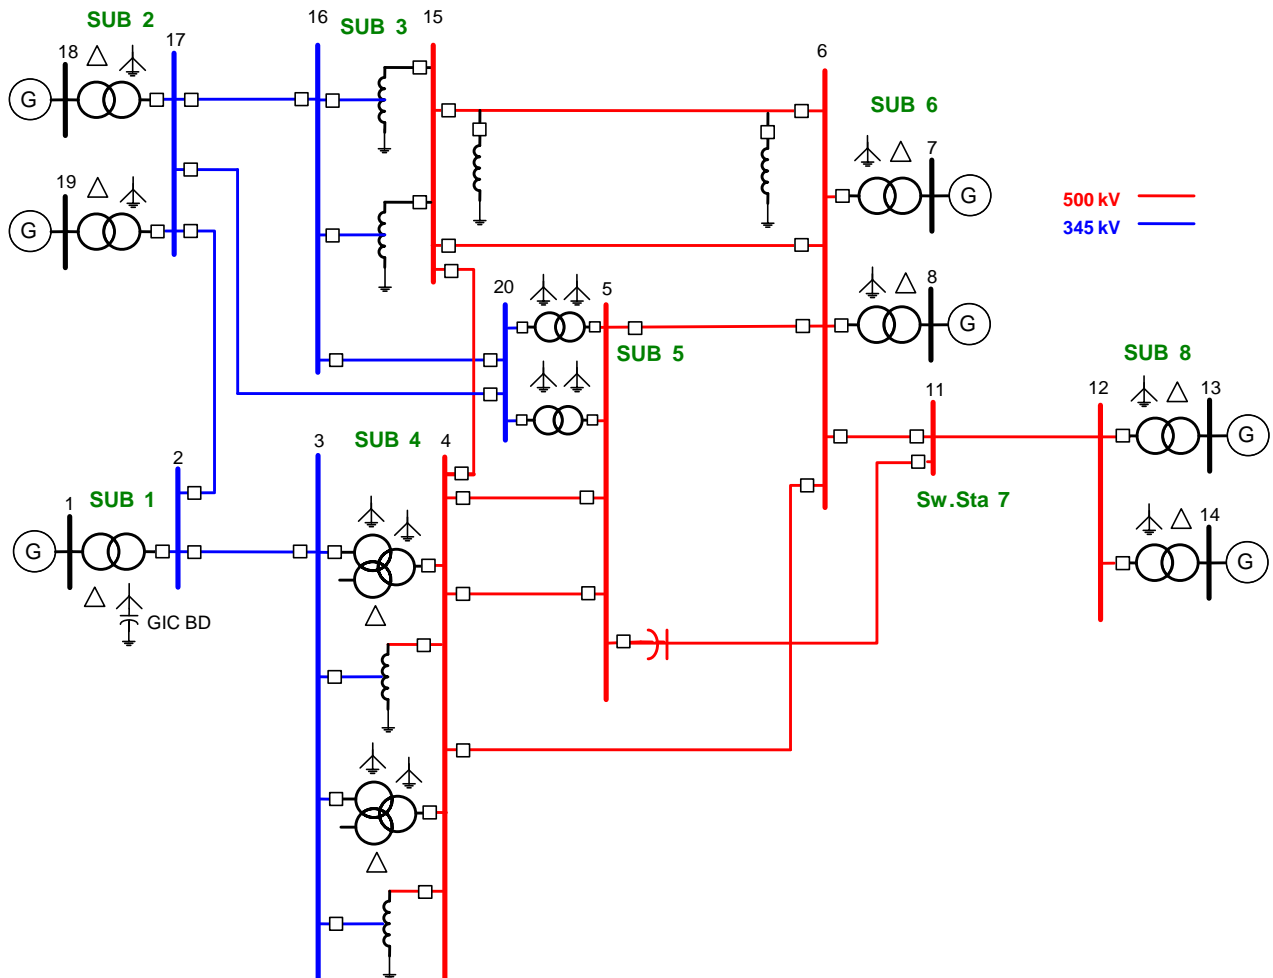 SUB 2
16
SUB 3
15
18
17
6
G
SUB 6
7
19
G
500 kV
G
345 kV
20
5
8
G
SUB 5
SUB 8
11
12
13
3
SUB 4
4
G
2
1
SUB 1
Sw.Sta 7
14
G
G
GIC BD